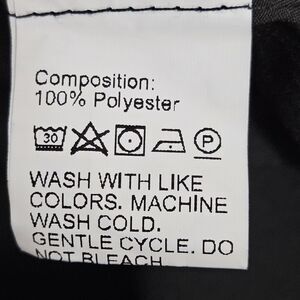 Composition:
100% Polyester
30 P
WASH WITH LIKE
COLORS. MACHINE
WASH COLD.
GENTLE CYCLE. DO
NOT BLEACH